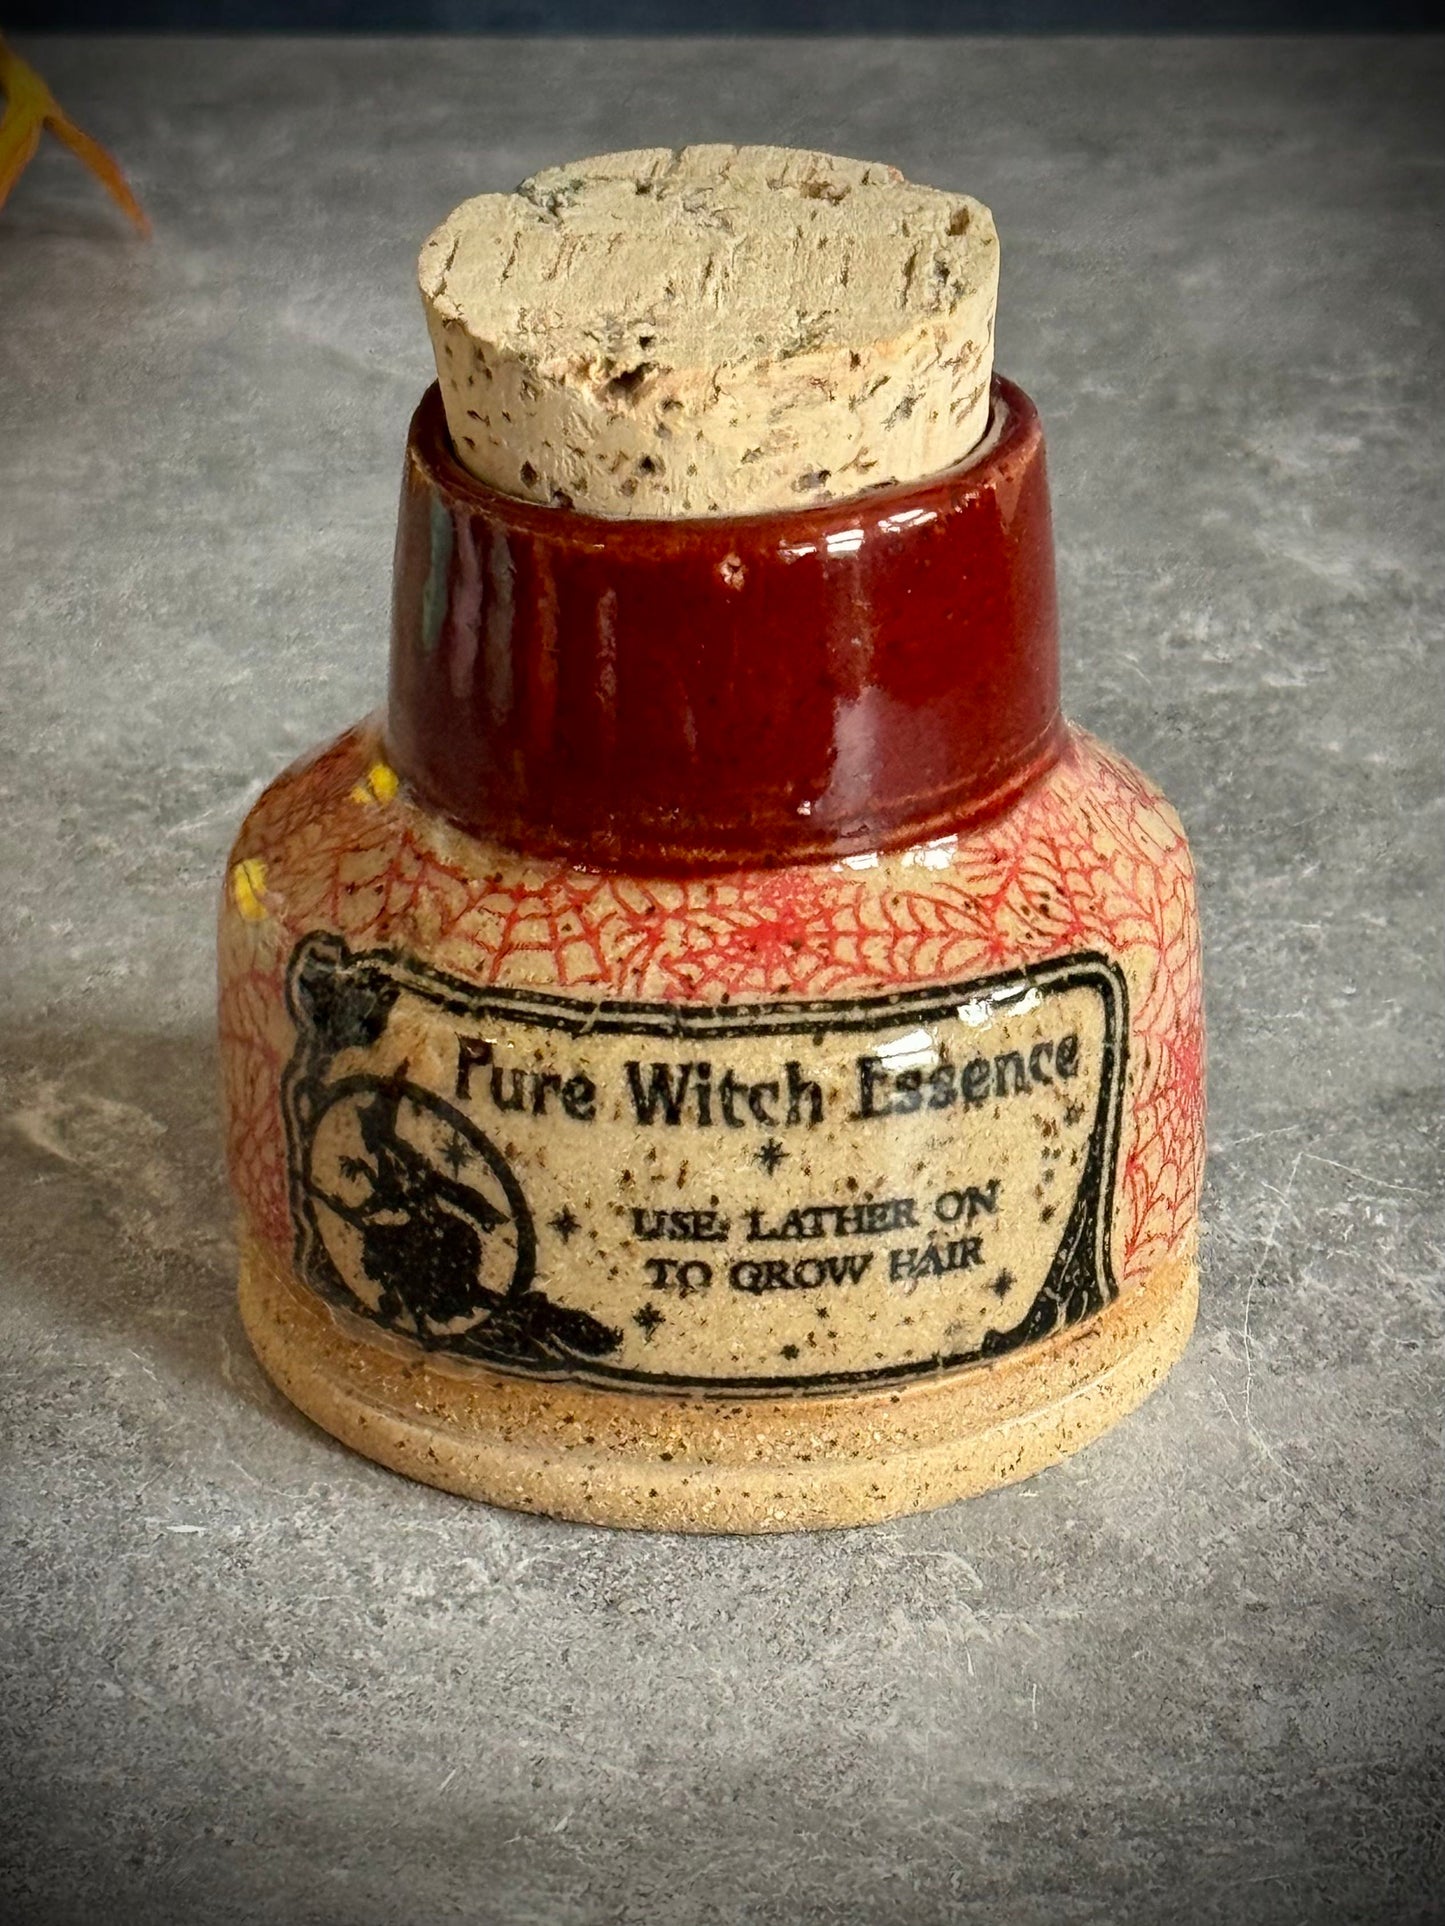 Pure Witch Essence
USE: LATHER ON
TO GROW HAIR